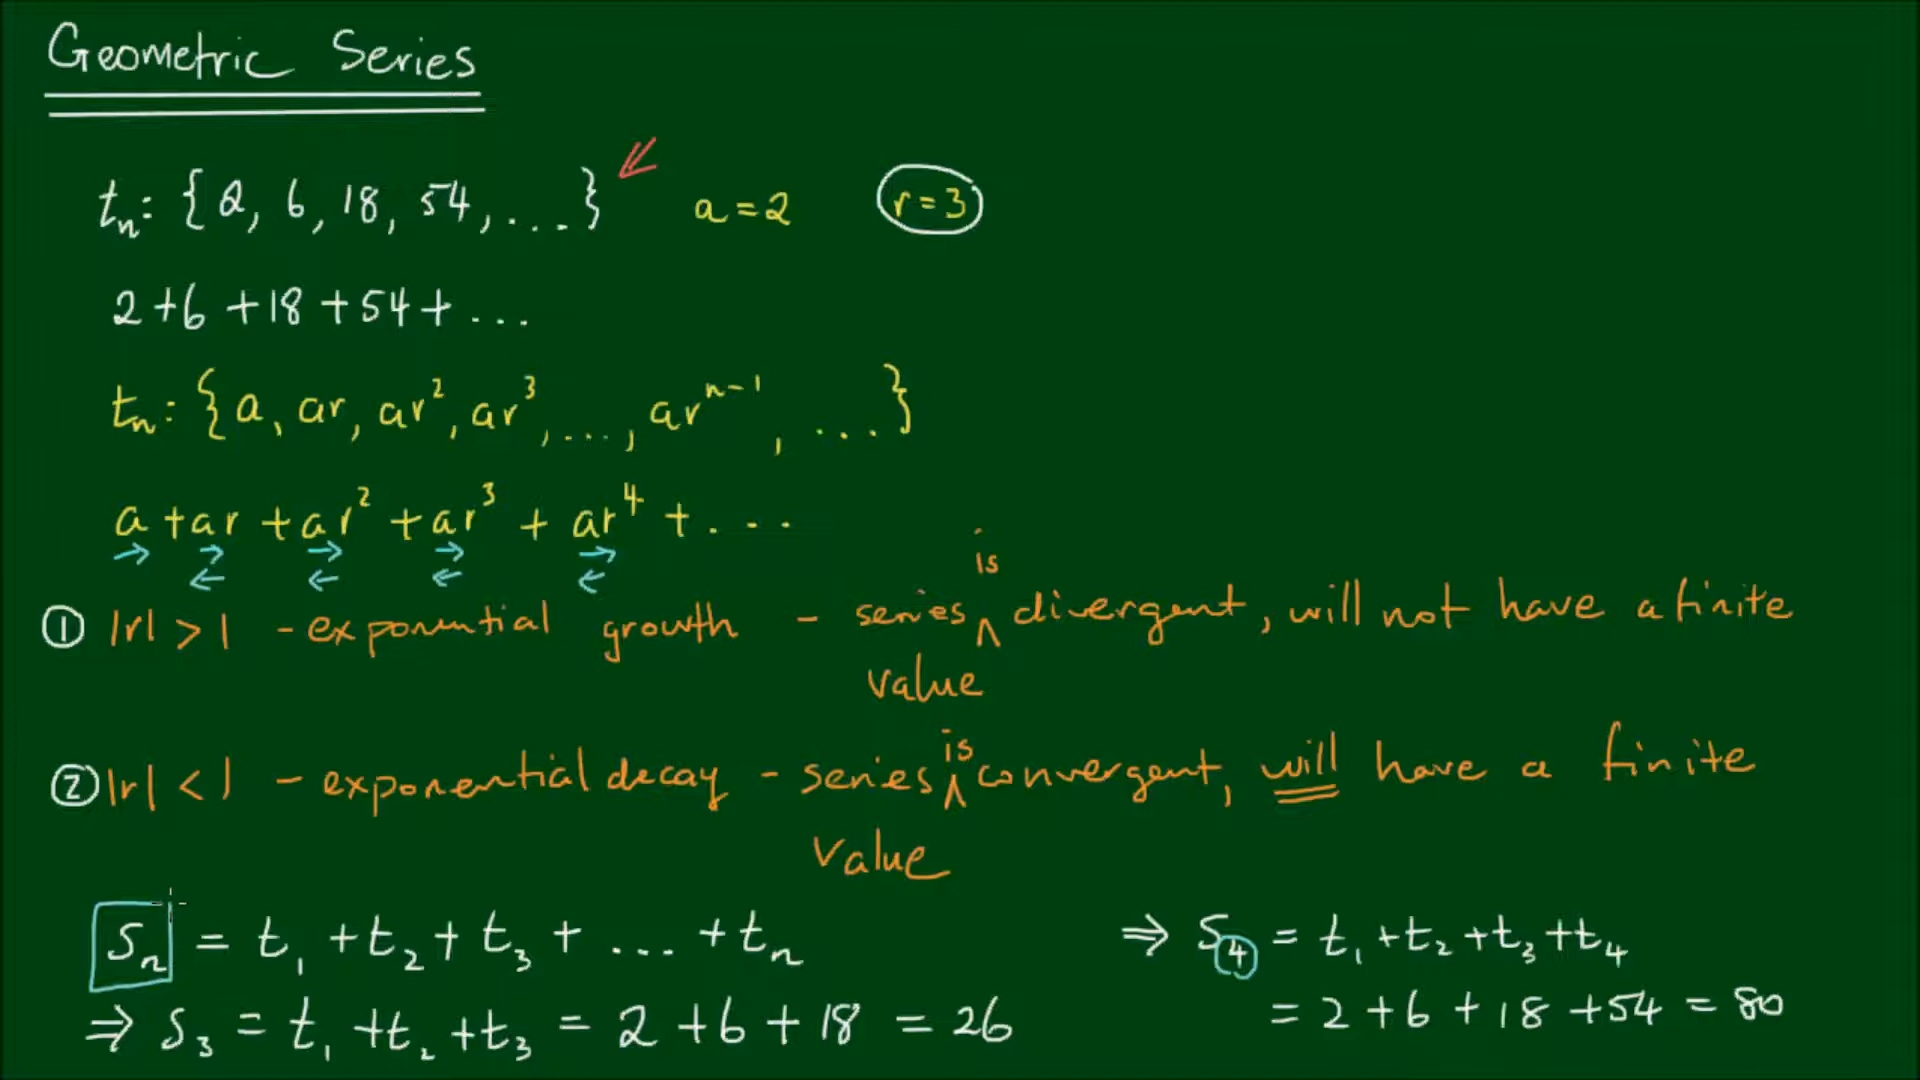 Geometric Series
tn: {2, 6, 18, 54, ...} a = 2 r = 3
2 + 6 + 18 + 54 + ...
tn: {a, ar, ar², ar³, ..., arⁿ⁻¹, ...}
a + ar + ar² + ar³ + ar⁴ + ...
① |r| > 1 - exponential growth - series is divergent, will not have a finite
value
② |r| < 1 - exponential decay - series is convergent, will have a finite
value
Sₙ = t₁ + t₂ + t₃ + ... + tₙ ⇒ S₄ = t₁ + t₂ + t₃ + t₄
⇒ S₃ = t₁ + t₂ + t₃ = 2 + 6 + 18 = 26 = 2 + 6 + 18 + 54 = 80